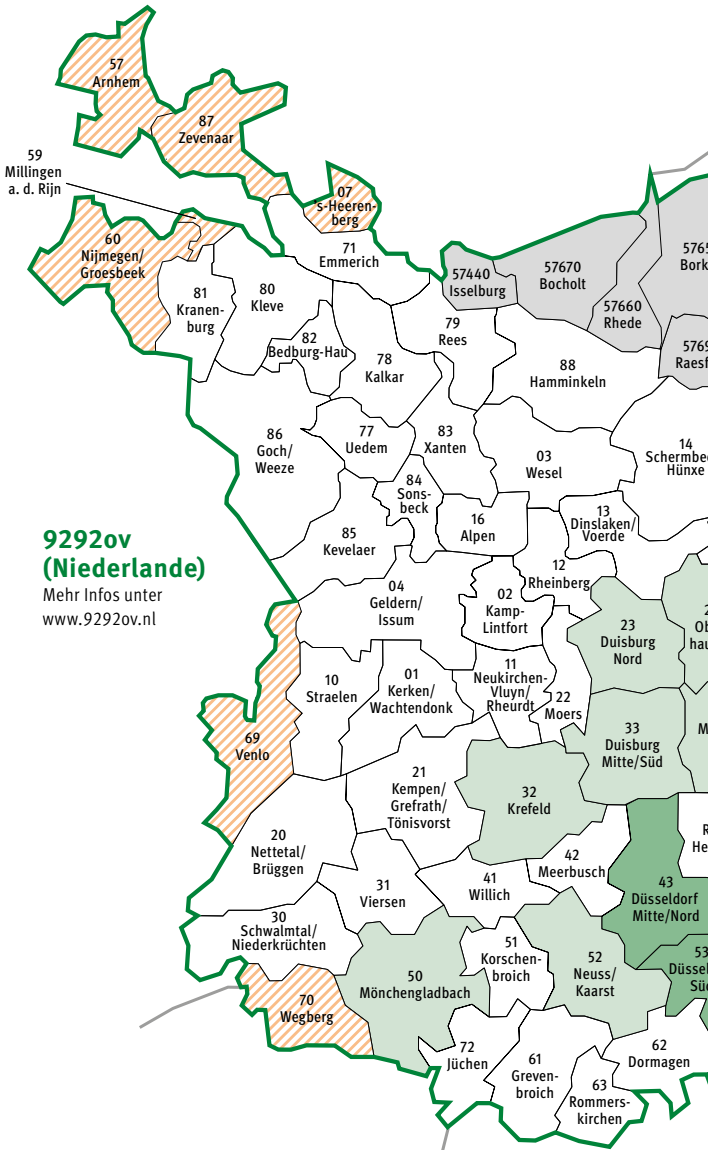 57
Arnhem
87
Zevenaar
59
Millingen
a. d. Rijn
07
's-Heeren-
berg
60
Nijmegen/
Groesbeek
71
Emmerich
57440
Isselburg
57670
Bocholt
57660
Rhede
81
Kranen-
burg
80
Kleve
82
Bedburg-Hau
78
Kalkar
79
Rees
88
Hamminkeln
86
Goch/
Weeze
77
Uedem
83
Xanten
03
Wesel
14
84
Sons-
beck
16
Alpen
13
Dinslaken/
Voerde
Hünxe
9292ov
(Niederlande)
Mehr Infos unter
www.9292ov.nl
85
Kevelaer
04
Geldern/
Issum
02
Kamp-
Lintfort
12
Rheinberg
23
Duisburg
Nord
10
Straelen
01
Kerken/
Wachtendonk
11
Neukirchen-
Vluyn/
Rheurdt
22
Moers
69
Venlo
33
Duisburg
Mitte/Süd
21
Kempen/
Grefrath/
Tönisvorst
32
Krefeld
20
Nettetal/
Brüggen
42
Meerbusch
31
Viersen
41
Willich
43
Düsseldorf
Mitte/Nord
30
Schwalmtal/
Niederkrüchten
50
Mönchengladbach
51
Korschen-
broich
52
Neuss/
Kaarst
53
70
Wegberg
72
Jüchen
61
Greven-
broich
62
Dormagen
63
Rommers-
kirchen